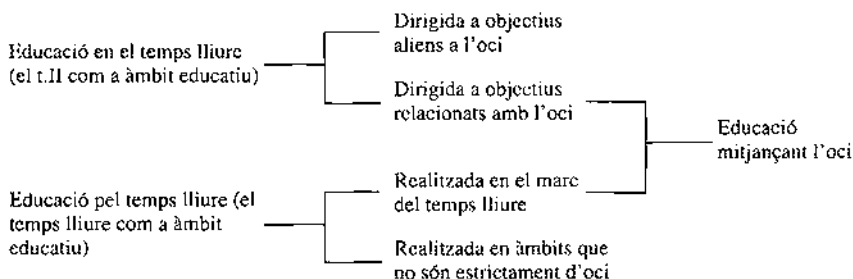 Educació en el temps lliure
(el t.ll com a àmbit educatiu)
Dirigida a objectius
aliens a l'oci
Dirigida a objectius
relacionats amb l'oci
Educació
mitjançant l'oci
Educació pel temps lliure (el
temps lliure com a àmbit
educatiu)
Realitzada en el marc
del temps lliure
Realitzada en àmbits que
no són estrictament d'oci